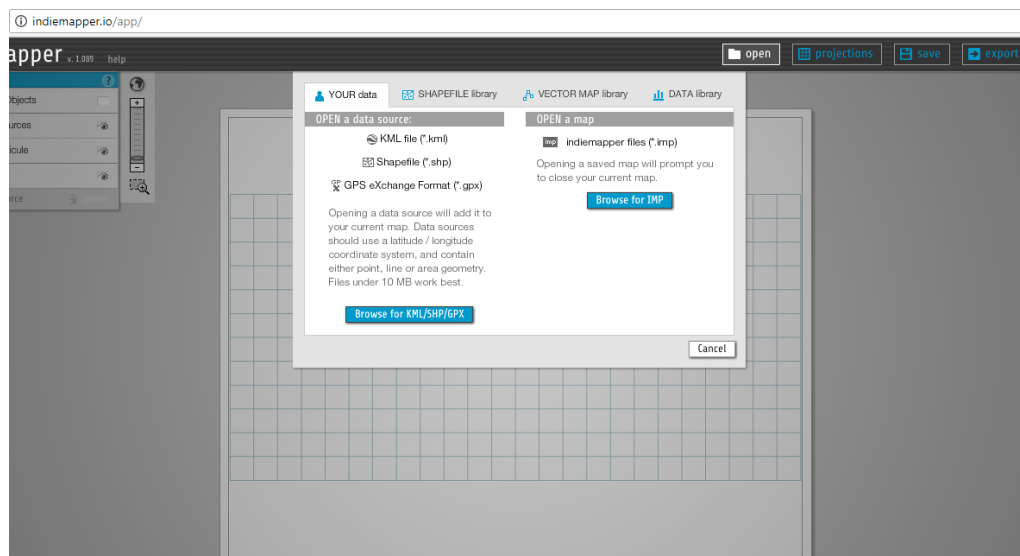 indiemapper.io/app/
apper v. 1.089 help
open
projections
save
export
?
Objects
urces
icule
rce delete
YOUR data
SHAPEFILE library
VECTOR MAP library
DATA library
OPEN a data source:
KML file (*.kml)
Shapefile (*.shp)
GPS eXchange Format (*.gpx)
Opening a data source will add it to
your current map. Data sources
should use a latitude / longitude
coordinate system, and contain
either point, line or area geometry.
Files under 10 MB work best.
Browse for KML/SHP/GPX
OPEN a map
imp indiemapper files (*.imp)
Opening a saved map will prompt you
to close your current map.
Browse for IMP
Cancel